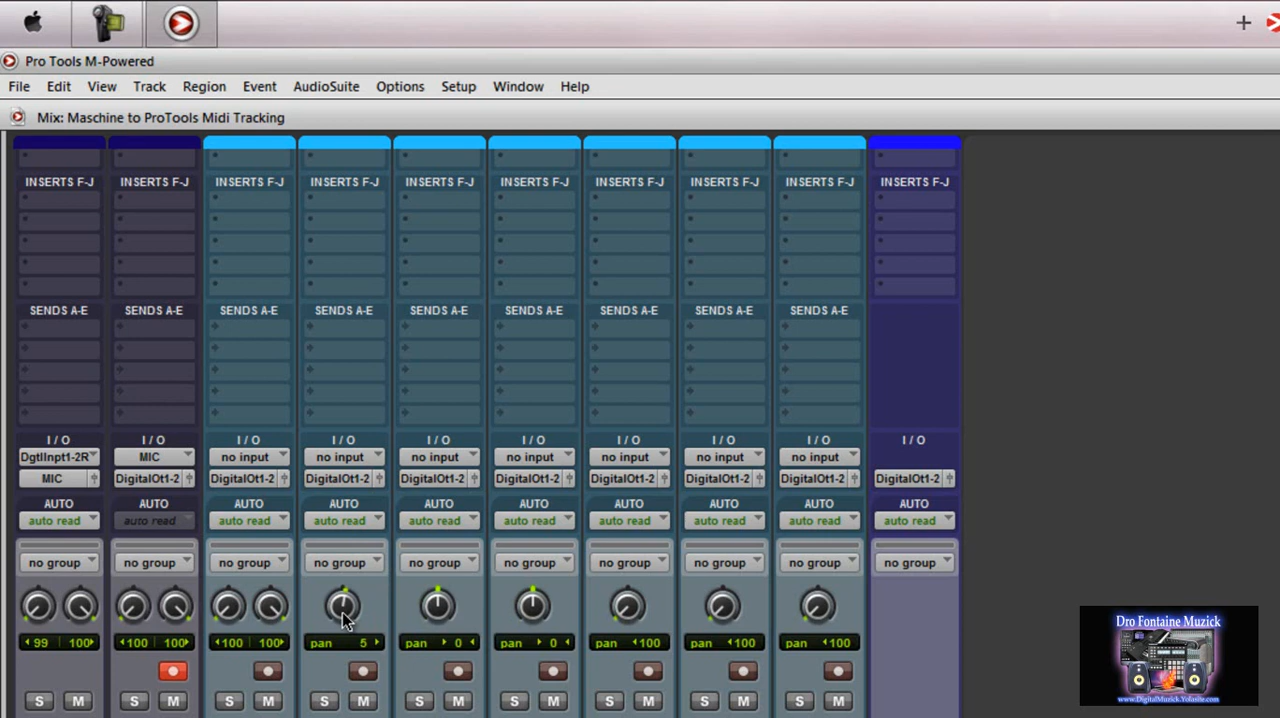 Pro Tools M-Powered
File Edit View Track Region Event AudioSuite Options Setup Window Help
Mix: Maschine to ProTools Midi Tracking
INSERTS F-J INSERTS F-J INSERTS F-J INSERTS F-J INSERTS F-J INSERTS F-J INSERTS F-J INSERTS F-J INSERTS F-J INSERTS F-J
SENDS A-E SENDS A-E SENDS A-E SENDS A-E SENDS A-E SENDS A-E SENDS A-E SENDS A-E SENDS A-E
I / O I / O I / O I / O I / O I / O I / O I / O I / O I / O
DgtlInpt1-2R MIC no input no input no input no input no input no input no input
MIC DigitalOt1-2 DigitalOt1-2 DigitalOt1-2 DigitalOt1-2 DigitalOt1-2 DigitalOt1-2 DigitalOt1-2 DigitalOt1-2 DigitalOt1-2
AUTO AUTO AUTO AUTO AUTO AUTO AUTO AUTO AUTO AUTO
auto read auto read auto read auto read auto read auto read auto read auto read auto read auto read
no group no group no group no group no group no group no group no group no group no group
99 100 100 100 100 100 pan 5 pan 0 pan 0 pan 100 pan 100 pan 100
S M S M S M S M S M S M S M S M S M
Dro Fontaine Muzick
www.DigitalMuzick.Yolasite.com